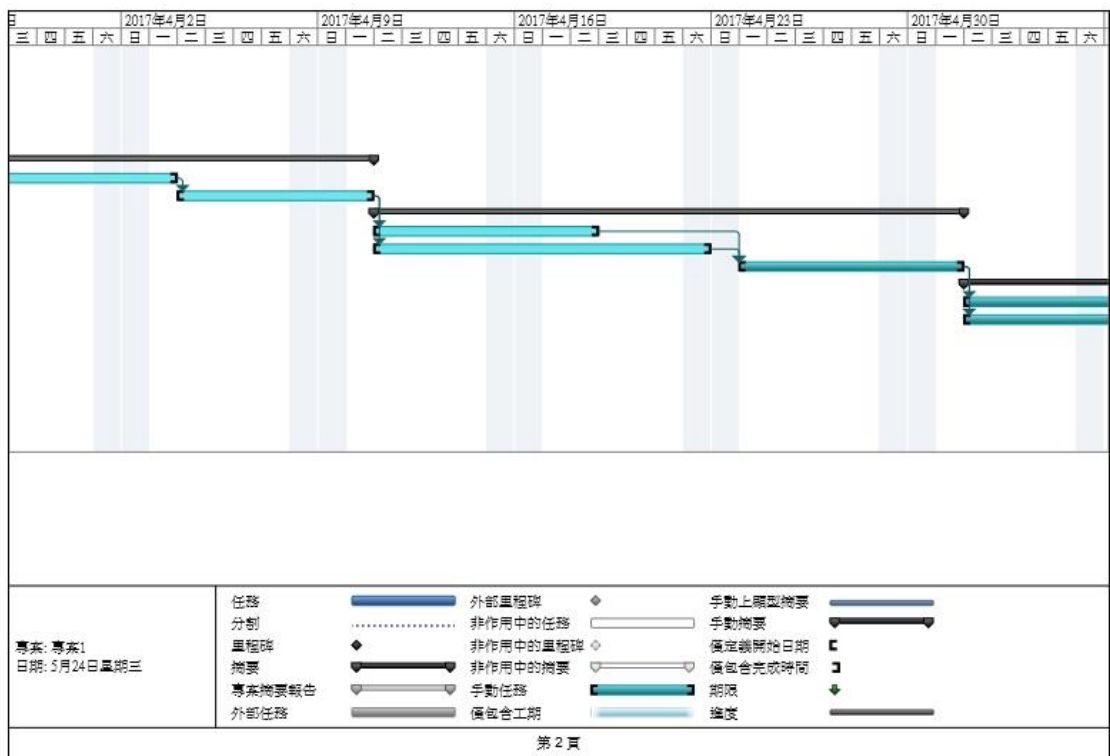 日 2017年4月2日 2017年4月9日 2017年4月16日 2017年4月23日 2017年4月30日
三 四 五 六 日 一 二 三 四 五 六 日 一 二 三 四 五 六 日 一 二 三 四 五 六 日 一 二 三 四 五 六 日 一 二 三 四 五 六
專案: 專案1
日期: 5月24日星期三
任務
分割
里程碑
摘要
專案摘要報告
外部任務
外部里程碑
非作用中的任務
非作用中的里程碑
非作用中的摘要
手動任務
僅包含工期
手動上顯型摘要
手動摘要
僅定義開始日期
僅包含完成時間
期限
進度
第 2 頁